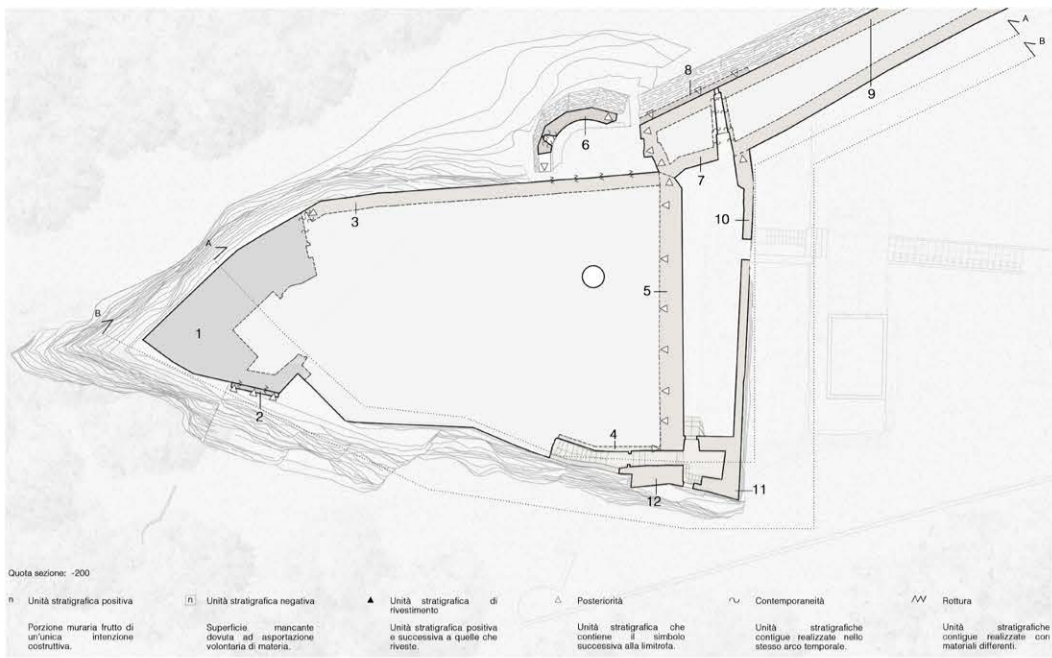 A
B
8
9
6
7
3
10
A
5
B
1
2
4
12
11
Quota sezione: -200
n Unità stratigrafica positiva
Porzione muraria frutto di
un'unica intenzione
costruttiva.
n Unità stratigrafica negativa
Superficie mancante
dovuta ad asportazione
volontaria di materia.
Unità stratigrafica di
rivestimento
Unità stratigrafica positiva
e successiva a quelle che
riveste.
Posteriorità
Unità stratigrafica che
contiene il simbolo
successiva alla limitrofa.
Contemporaneità
Unità stratigrafiche
contigue realizzate nello
stesso arco temporale.
Rottura
Unità stratigrafiche
contigue realizzate con
materiali differenti.